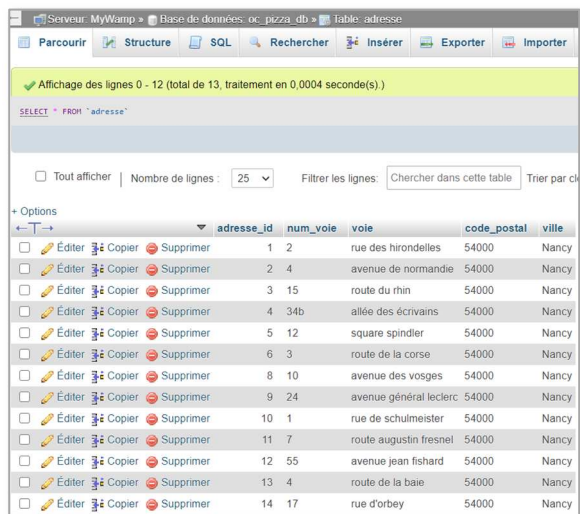 Serveur: MyWamp » Base de données: oc_pizza_db » Table: adresse
Parcourir Structure SQL Rechercher Insérer Exporter Importer
Affichage des lignes 0 - 12 (total de 13, traitement en 0,0004 seconde(s).)
SELECT * FROM `adresse`
Tout afficher | Nombre de lignes : 25 Filtrer les lignes: Chercher dans cette table Trier par clé
+ Options
←T→ adresse_id num_voie voie code_postal ville
Éditer Copier Supprimer 1 2 rue des hirondelles 54000 Nancy
Éditer Copier Supprimer 2 4 avenue de normandie 54000 Nancy
Éditer Copier Supprimer 3 15 route du rhin 54000 Nancy
Éditer Copier Supprimer 4 34b allée des écrivains 54000 Nancy
Éditer Copier Supprimer 5 12 square spindler 54000 Nancy
Éditer Copier Supprimer 6 3 route de la corse 54000 Nancy
Éditer Copier Supprimer 8 10 avenue des vosges 54000 Nancy
Éditer Copier Supprimer 9 24 avenue général leclerc 54000 Nancy
Éditer Copier Supprimer 10 1 rue de schulmeister 54000 Nancy
Éditer Copier Supprimer 11 7 route augustin fresnel 54000 Nancy
Éditer Copier Supprimer 12 55 avenue jean fishard 54000 Nancy
Éditer Copier Supprimer 13 4 route de la baie 54000 Nancy
Éditer Copier Supprimer 14 17 rue d'orbey 54000 Nancy